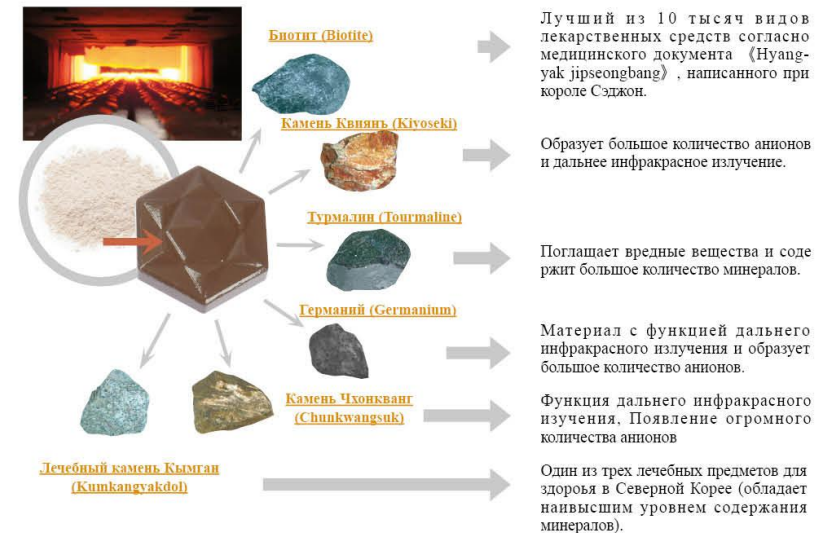 Биотит (Biotite)
Лучший из 10 тысяч видов
лекарственных средств согласно
медицинского документа 《Hyang-
yak jipseongbang》, написанного при
короле Сэджон.
Камень Квиянъ (Kiyoseki)
Образует большое количество анионов
и дальнее инфракрасное излучение.
Турмалин (Tourmaline)
Поглащает вредные вещества и соде
ржит большое количество минералов.
Германий (Germanium)
Материал с функцией дальнего
инфракрасного излучения и образует
большое количество анионов.
Камень Чхонкванг
(Chunkwangsuk)
Функция дальнего инфракрасного
изучения, Появление огромного
количества анионов
Лечебный камень Кымган
(Kumkangyakdol)
Один из трех лечебных предметов для
здороья в Северной Корее (обладает
наивысшим уровнем содержания
минералов).